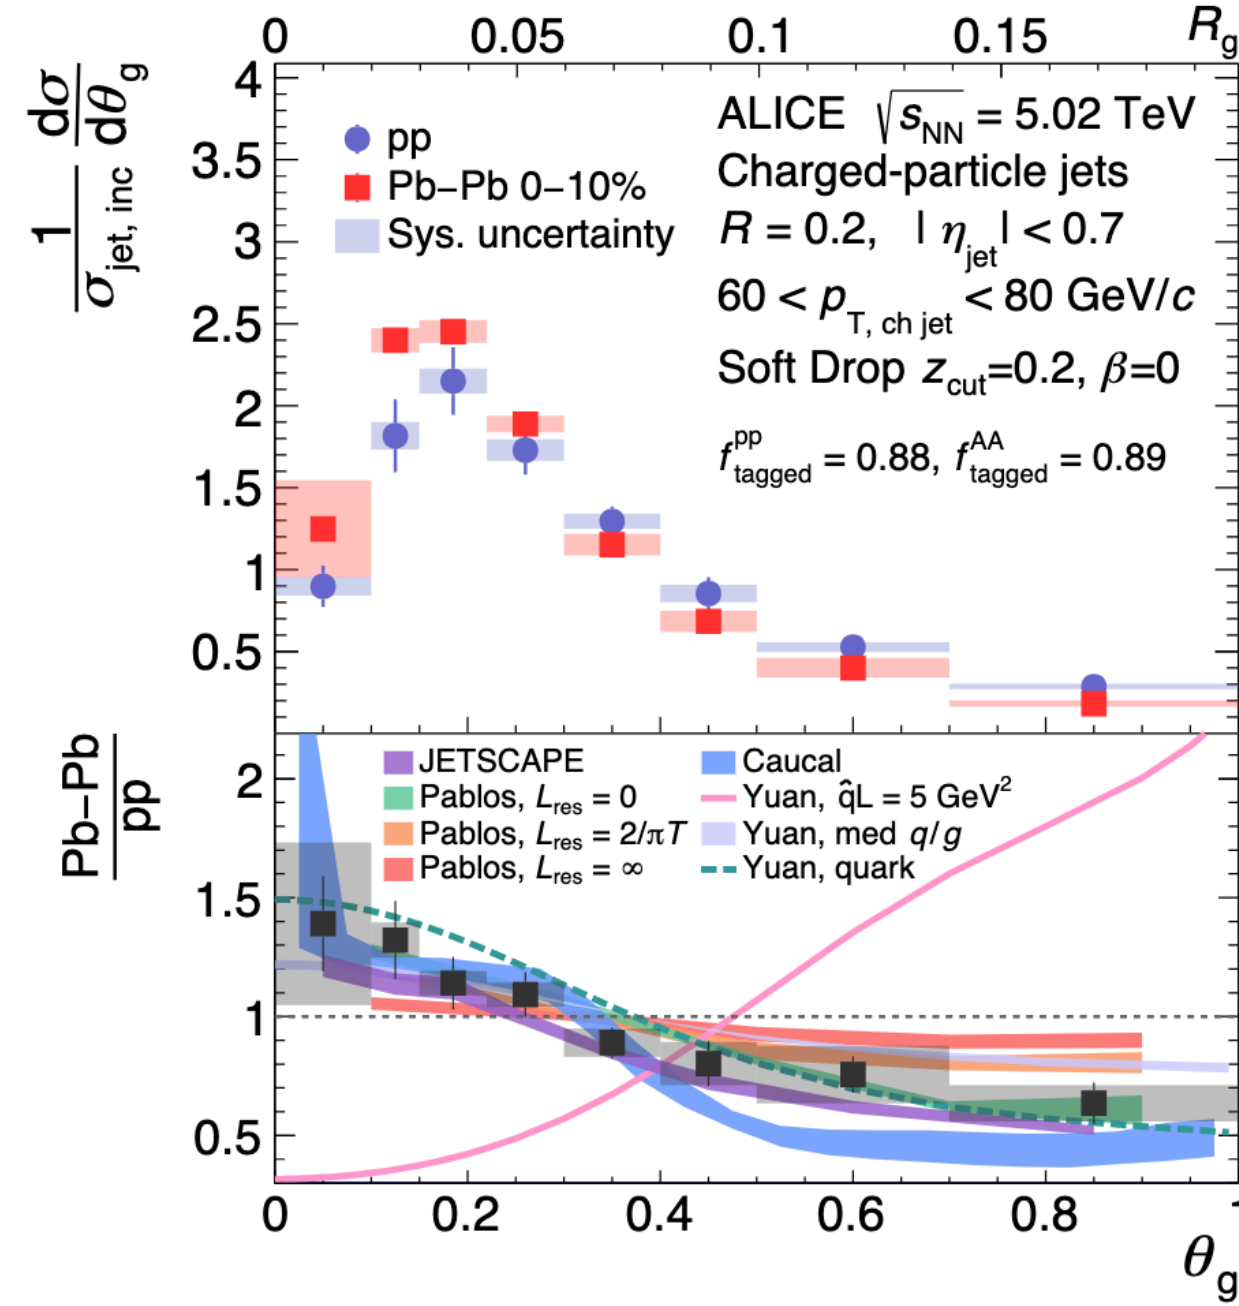 0 0.05 0.1 0.15 R_g
1/σ_jet, inc dσ/dθ_g
4
3.5
3
2.5
2
1.5
1
0.5
pp
Pb–Pb 0–10%
Sys. uncertainty
ALICE √s_NN = 5.02 TeV
Charged-particle jets
R = 0.2, | η_jet | < 0.7
60 < p_T, ch jet < 80 GeV/c
Soft Drop z_cut=0.2, β=0
f^pp_tagged = 0.88, f^AA_tagged = 0.89
Pb–Pb/pp
2
1.5
1
0.5
JETSCAPE
Pablos, L_res = 0
Pablos, L_res = 2/πT
Pablos, L_res = ∞
Caucal
Yuan, q̂L = 5 GeV²
Yuan, med q/g
Yuan, quark
0 0.2 0.4 0.6 0.8 1
θ_g